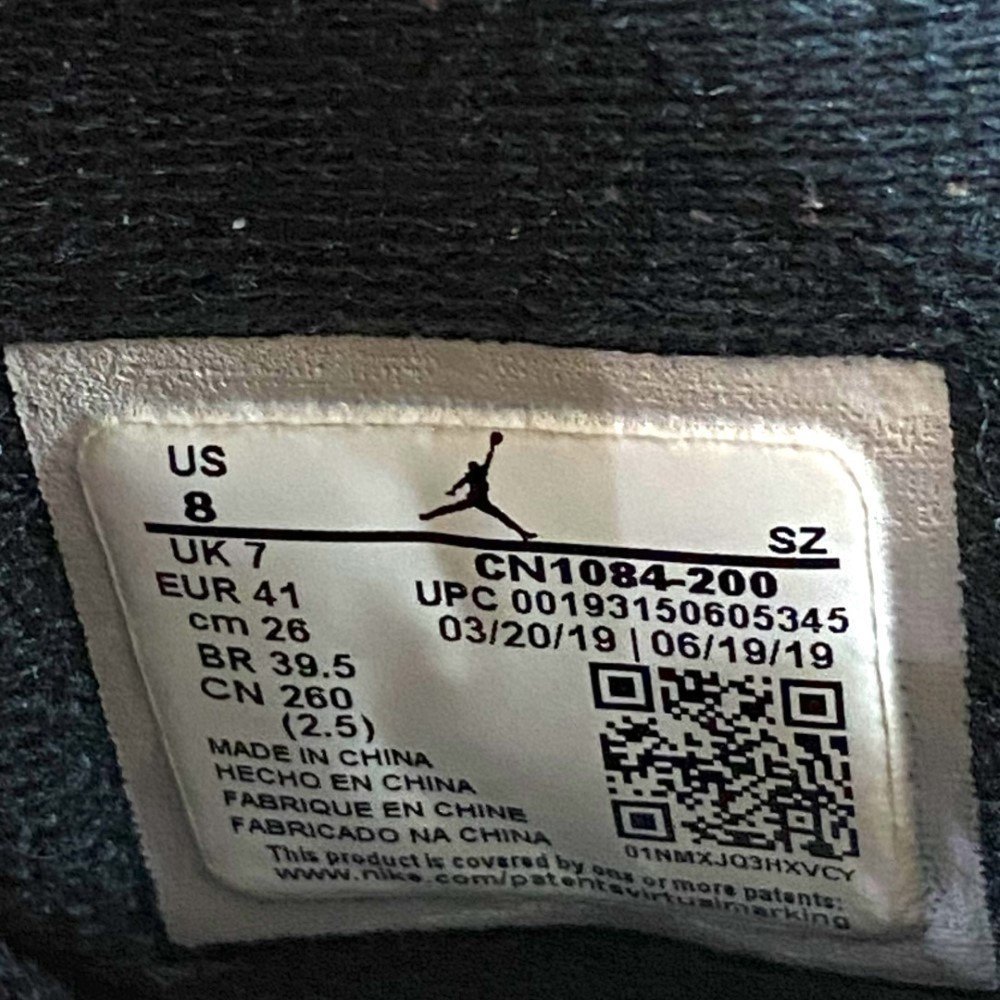 US
8
SZ
UK 7
CN1084-200
EUR 41
UPC 00193150605345
cm 26
03/20/19 | 06/19/19
BR 39.5
CN 260
(2.5)
MADE IN CHINA
HECHO EN CHINA
FABRIQUE EN CHINE
FABRICADO NA CHINA
01NMXJQ3HXVCY
This product is covered by one or more patents:
www.nike.com/patentsvirtualmarking